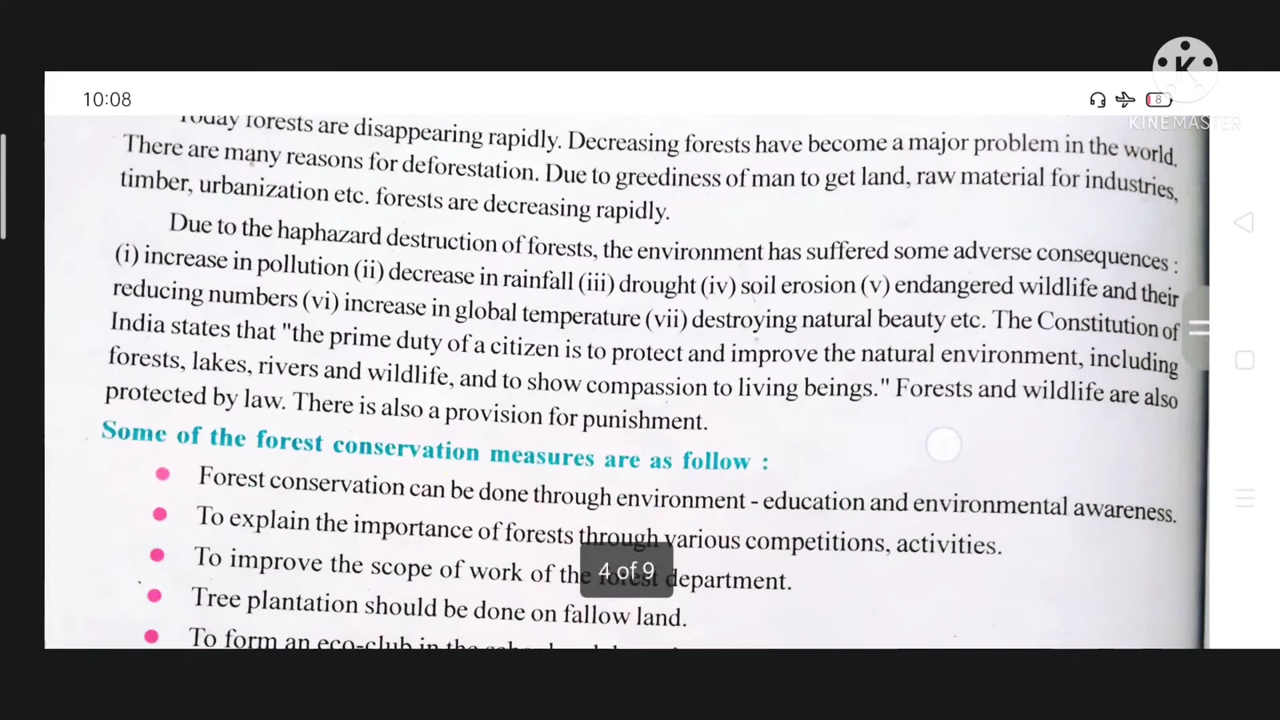 10:08
8
KINEMASTER
Today forests are disappearing rapidly. Decreasing forests have become a major problem in the world.
There are many reasons for deforestation. Due to greediness of man to get land, raw material for industries,
timber, urbanization etc. forests are decreasing rapidly.
Due to the haphazard destruction of forests, the environment has suffered some adverse consequences :
(i) increase in pollution (ii) decrease in rainfall (iii) drought (iv) soil erosion (v) endangered wildlife and their
reducing numbers (vi) increase in global temperature (vii) destroying natural beauty etc. The Constitution of
India states that "the prime duty of a citizen is to protect and improve the natural environment, including
forests, lakes, rivers and wildlife, and to show compassion to living beings." Forests and wildlife are also
protected by law. There is also a provision for punishment.
Some of the forest conservation measures are as follow :
Forest conservation can be done through environment - education and environmental awareness.
To explain the importance of forests through various competitions, activities.
To improve the scope of work of the forest department.
4 of 9
Tree plantation should be done on fallow land.
To form an eco-club in the